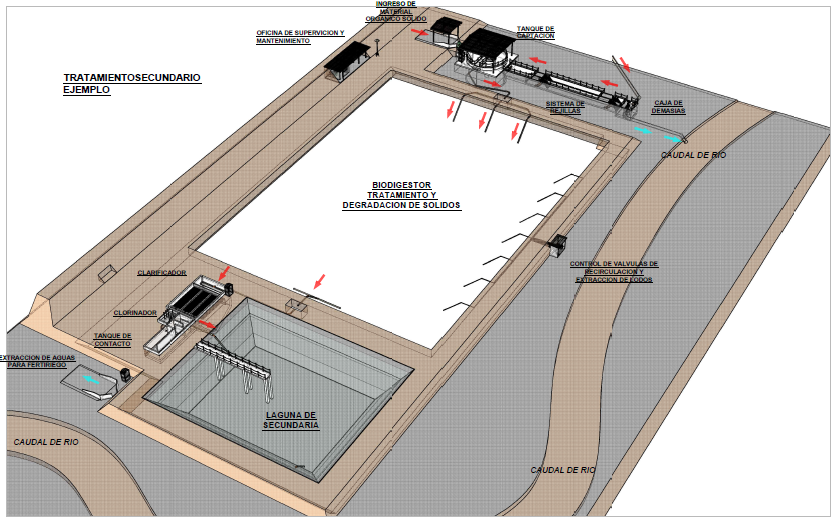 INGRESO DE
MATERIAL
ORGANICO SOLIDO
OFICINA DE SUPERVICION Y
MANTENIMIENTO
TANQUE DE
CAPTACION
TRATAMIENTOSECUNDARIO
EJEMPLO
SISTEMA DE
REJILLAS
CAJA DE
DEMASIAS
CAUDAL DE RIO
BIODIGESTOR
TRATAMIENTO Y
DEGRADACION DE SOLIDOS
CONTROL DE VALVULAS DE
RECIRCULACION Y
EXTRACCION DE LODOS
CLARIFICADOR
CLORINADOR
TANQUE DE
CONTACTO
EXTRACCION DE AGUAS
PARA FERTIRIEGO
LAGUNA DE
SECUNDARIA
CAUDAL DE RIO
CAUDAL DE RIO